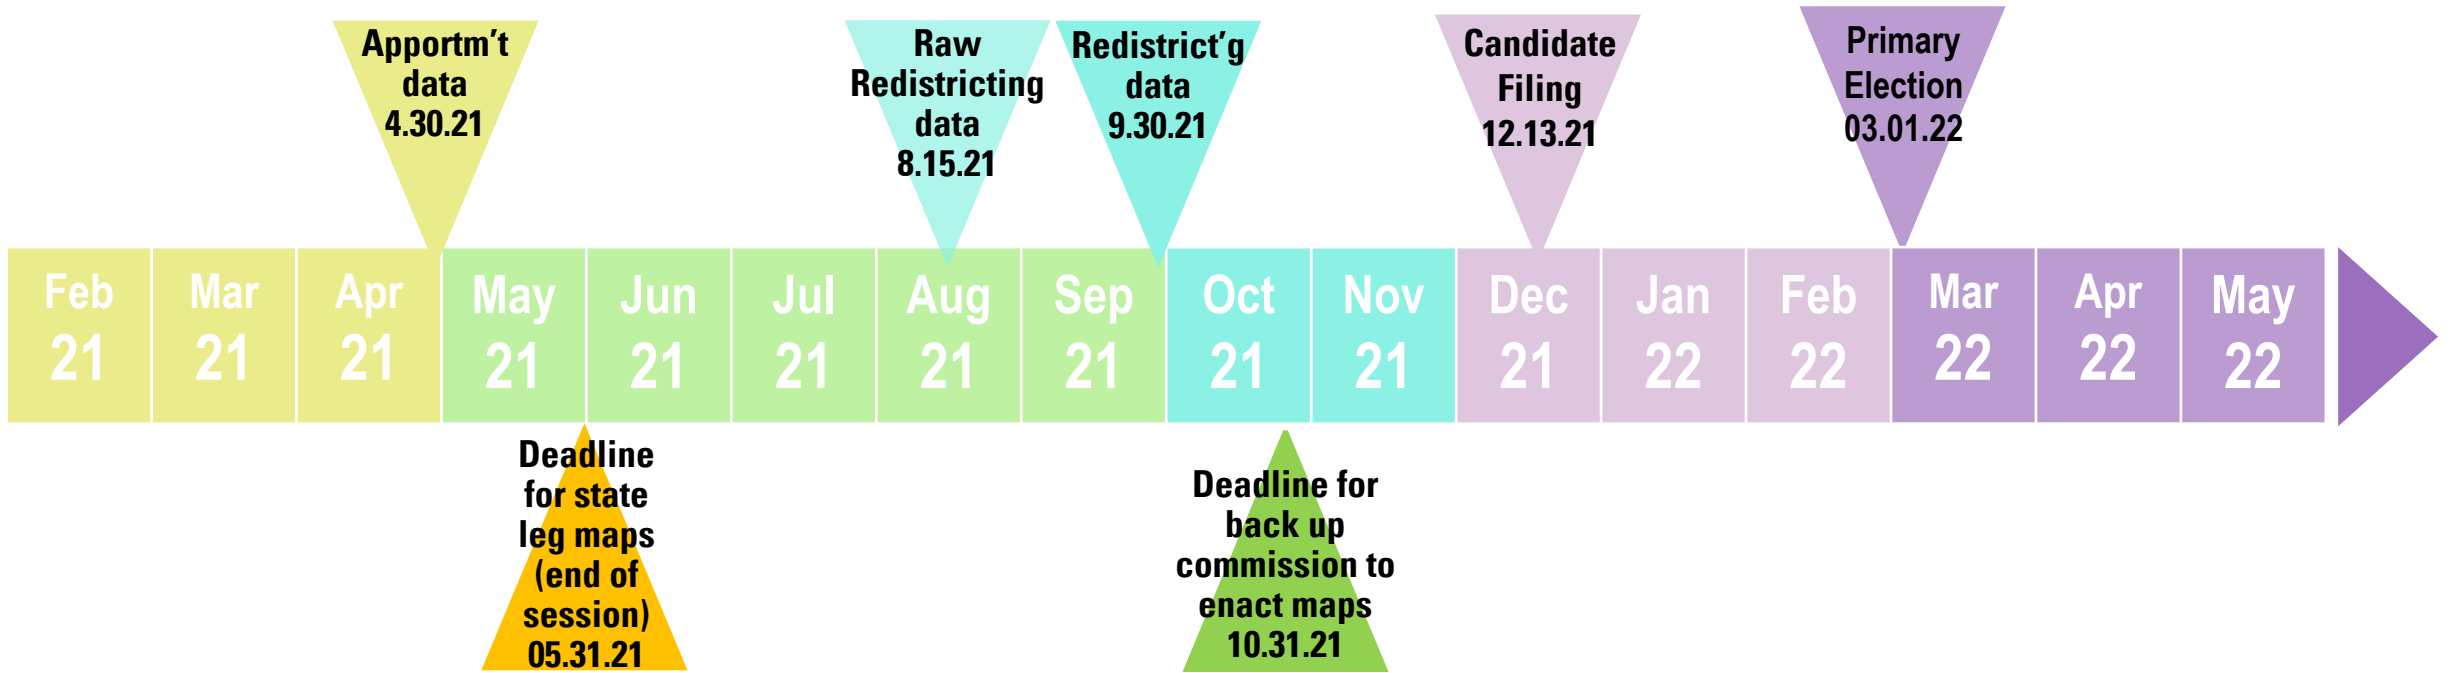 Apportm't
data
4.30.21
Raw
Redistricting
data
8.15.21
Redistrict'g
data
9.30.21
Candidate
Filing
12.13.21
Primary
Election
03.01.22
Feb
21
Mar
21
Apr
21
May
21
Jun
21
Jul
21
Aug
21
Sep
21
Oct
21
Nov
21
Dec
21
Jan
22
Feb
22
Mar
22
Apr
22
May
22
Deadline
for state
leg maps
(end of
session)
05.31.21
Deadline for
back up
commission to
enact maps
10.31.21